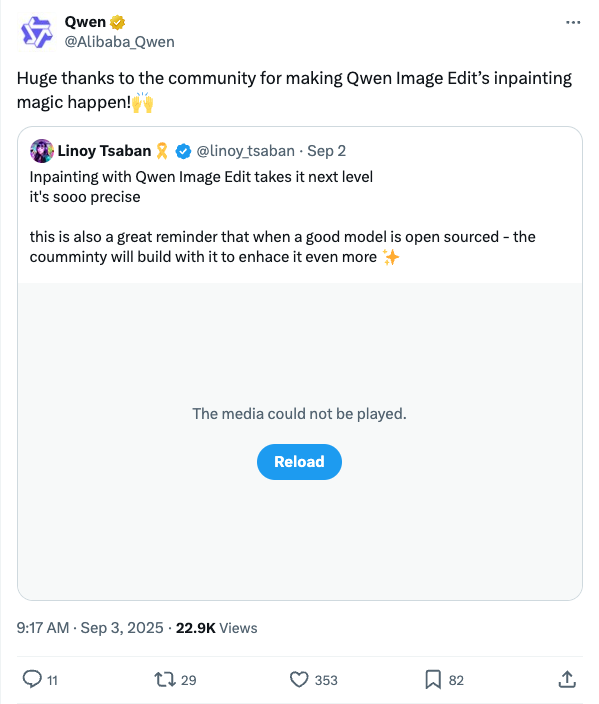 Qwen
@Alibaba_Qwen
Huge thanks to the community for making Qwen Image Edit’s inpainting
magic happen!🙌
Linoy Tsaban🎗️ @linoy_tsaban · Sep 2
Inpainting with Qwen Image Edit takes it next level
it's sooo precise
this is also a great reminder that when a good model is open sourced - the
coumminty will build with it to enhace it even more ✨
The media could not be played.
Reload
9:17 AM · Sep 3, 2025 · 22.9K Views
11 29 353 82